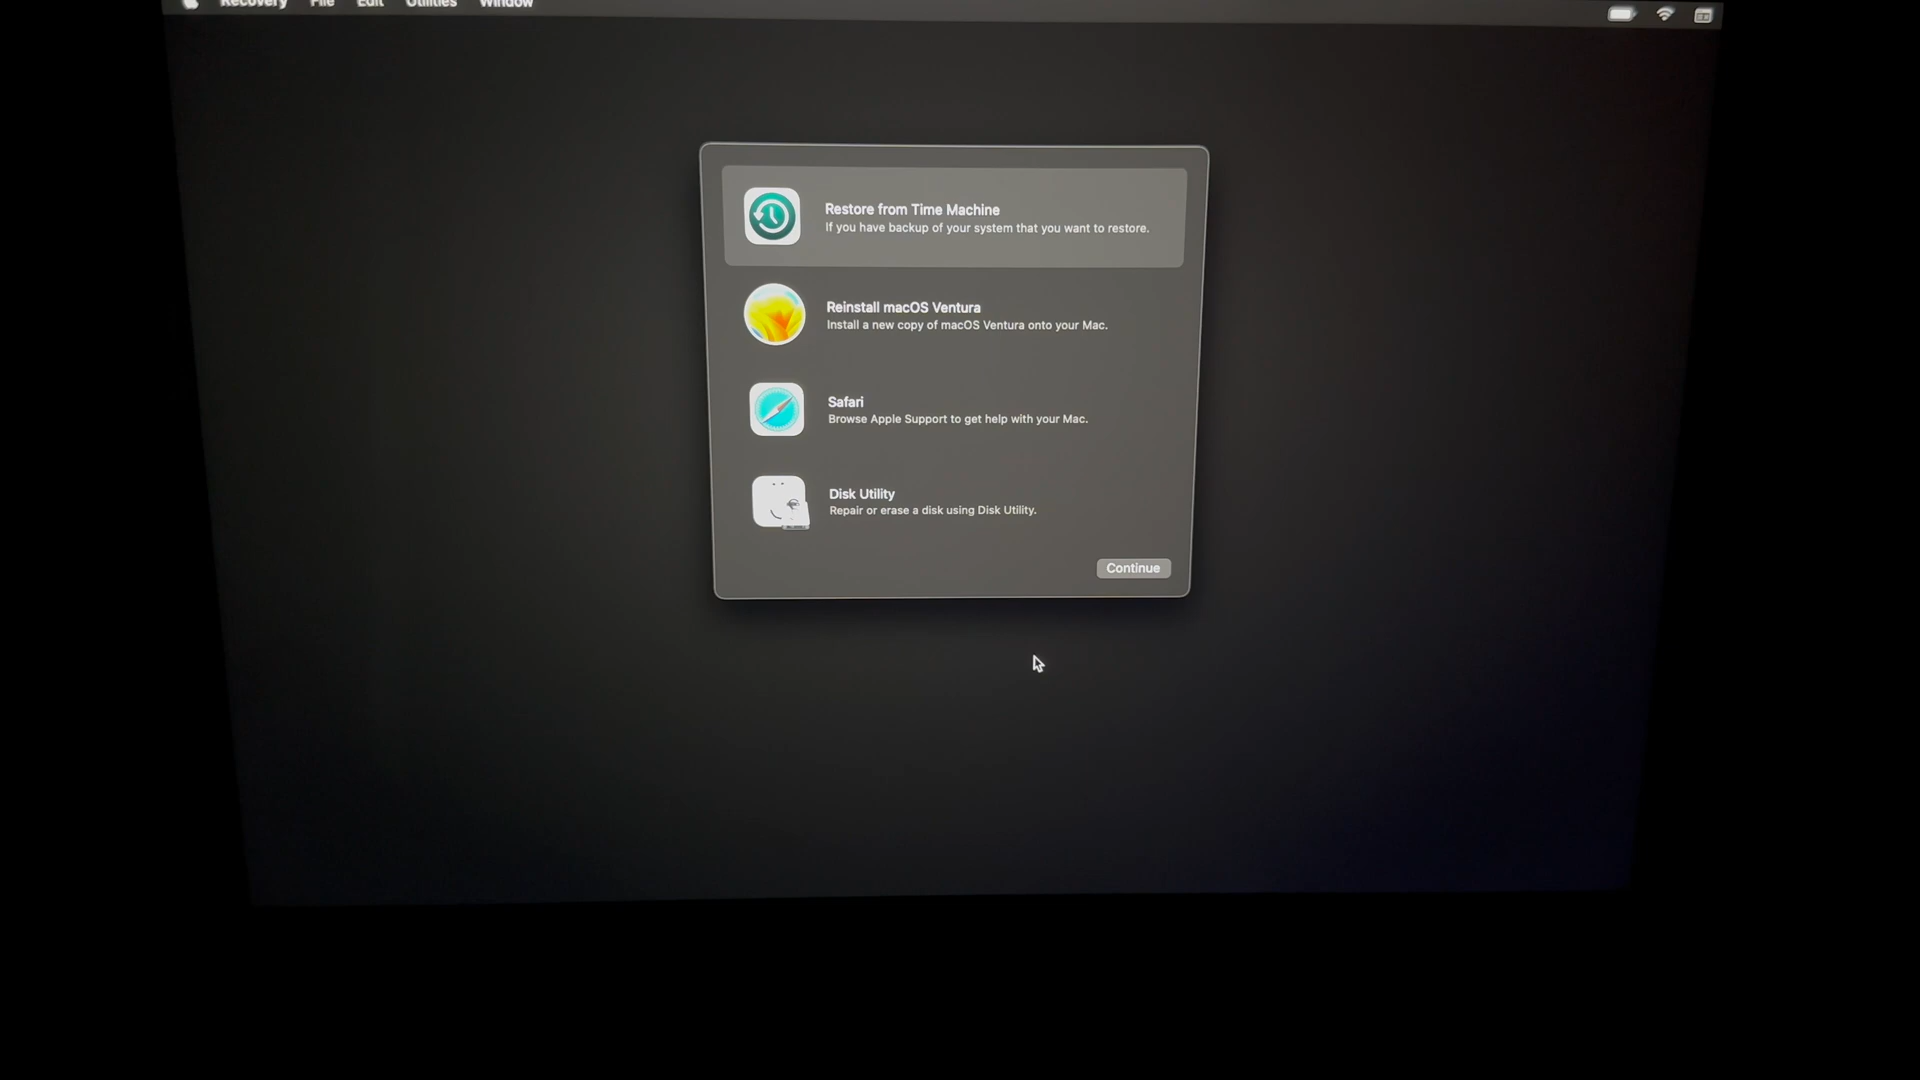 Recovery File Edit Utilities Window
Restore from Time Machine
If you have backup of your system that you want to restore.
Reinstall macOS Ventura
Install a new copy of macOS Ventura onto your Mac.
Safari
Browse Apple Support to get help with your Mac.
Disk Utility
Repair or erase a disk using Disk Utility.
Continue